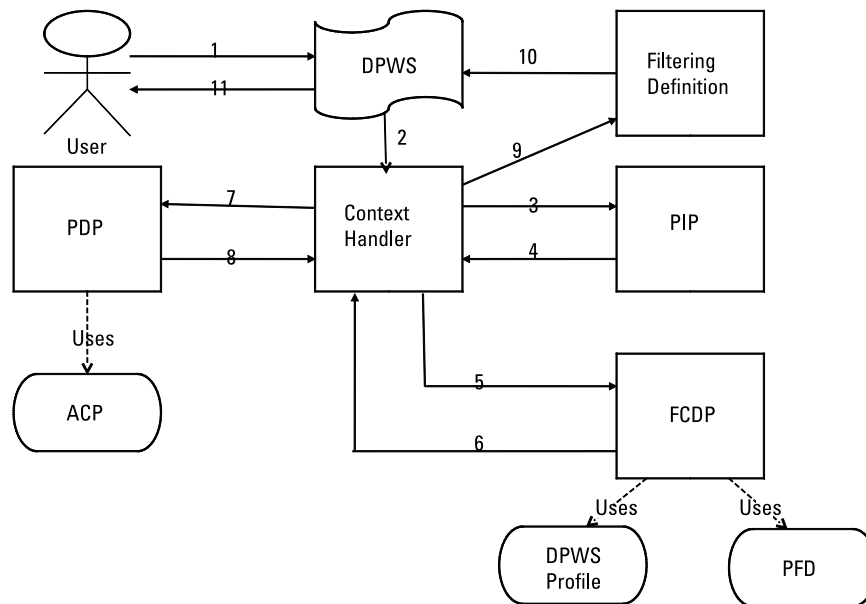 1
DPWS
10
Filtering
Definition
11
User
2
9
PDP
7
Context
Handler
3
PIP
8
4
Uses
5
FCDP
ACP
6
Uses
Uses
DPWS
Profile
PFD